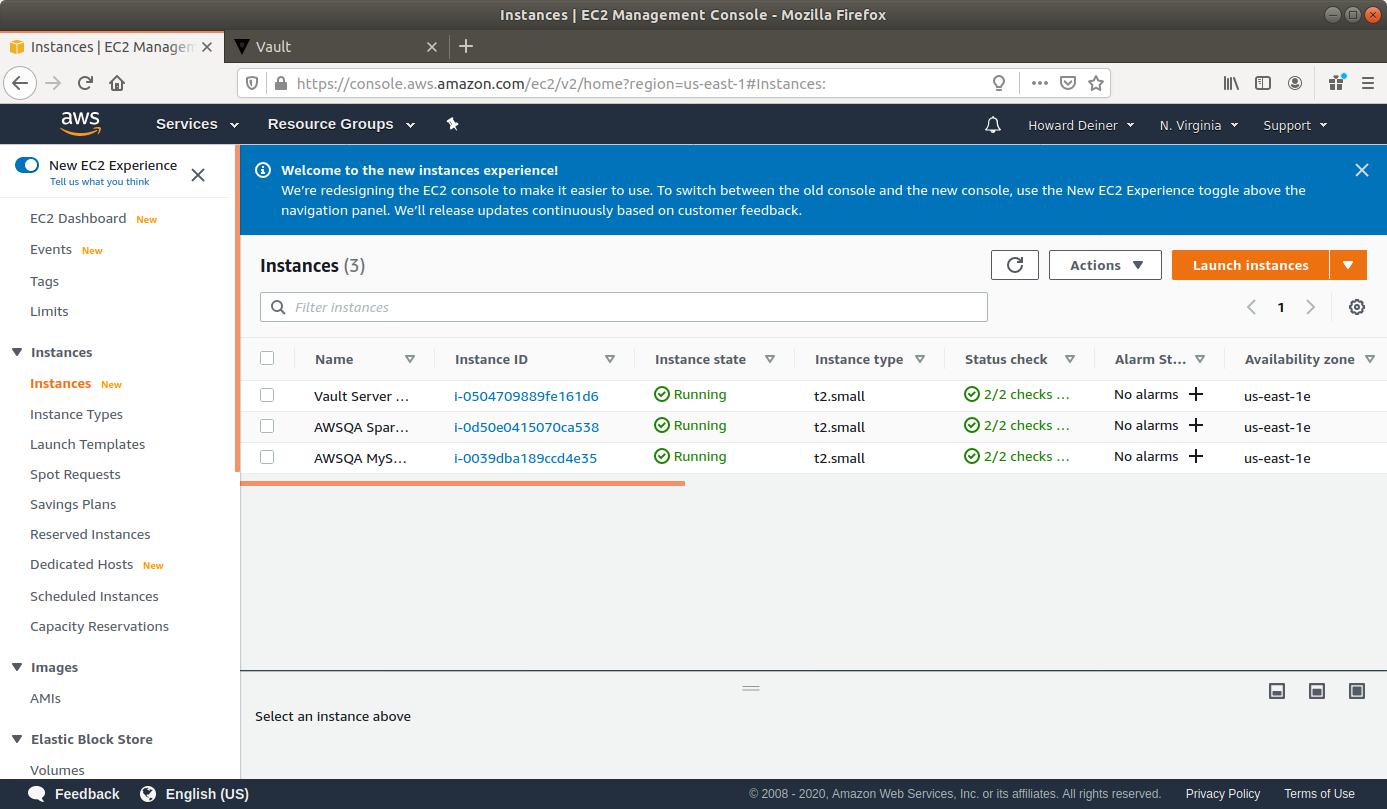 Instances | EC2 Management Console - Mozilla Firefox
Instances | EC2 Managemen
Vault
https://console.aws.amazon.com/ec2/v2/home?region=us-east-1#Instances:
aws
Services
Resource Groups
Howard Deiner
N. Virginia
Support
New EC2 Experience
Tell us what you think
EC2 Dashboard New
Events New
Tags
Limits
Instances
Instances New
Instance Types
Launch Templates
Spot Requests
Savings Plans
Reserved Instances
Dedicated Hosts New
Scheduled Instances
Capacity Reservations
Images
AMIs
Elastic Block Store
Volumes
Welcome to the new instances experience!
We're redesigning the EC2 console to make it easier to use. To switch between the old console and the new console, use the New EC2 Experience toggle above the
navigation panel. We'll release updates continuously based on customer feedback.
Instances (3)
Actions
Launch instances
Filter instances
1
Name Instance ID Instance state Instance type Status check Alarm St... Availability zone
Vault Server ... i-0504709889fe161d6 Running t2.small 2/2 checks ... No alarms us-east-1e
AWSQA Spar... i-0d50e0415070ca538 Running t2.small 2/2 checks ... No alarms us-east-1e
AWSQA MyS... i-0039dba189ccd4e35 Running t2.small 2/2 checks ... No alarms us-east-1e
Select an instance above
Feedback
English (US)
© 2008 - 2020, Amazon Web Services, Inc. or its affiliates. All rights reserved.
Privacy Policy
Terms of Use